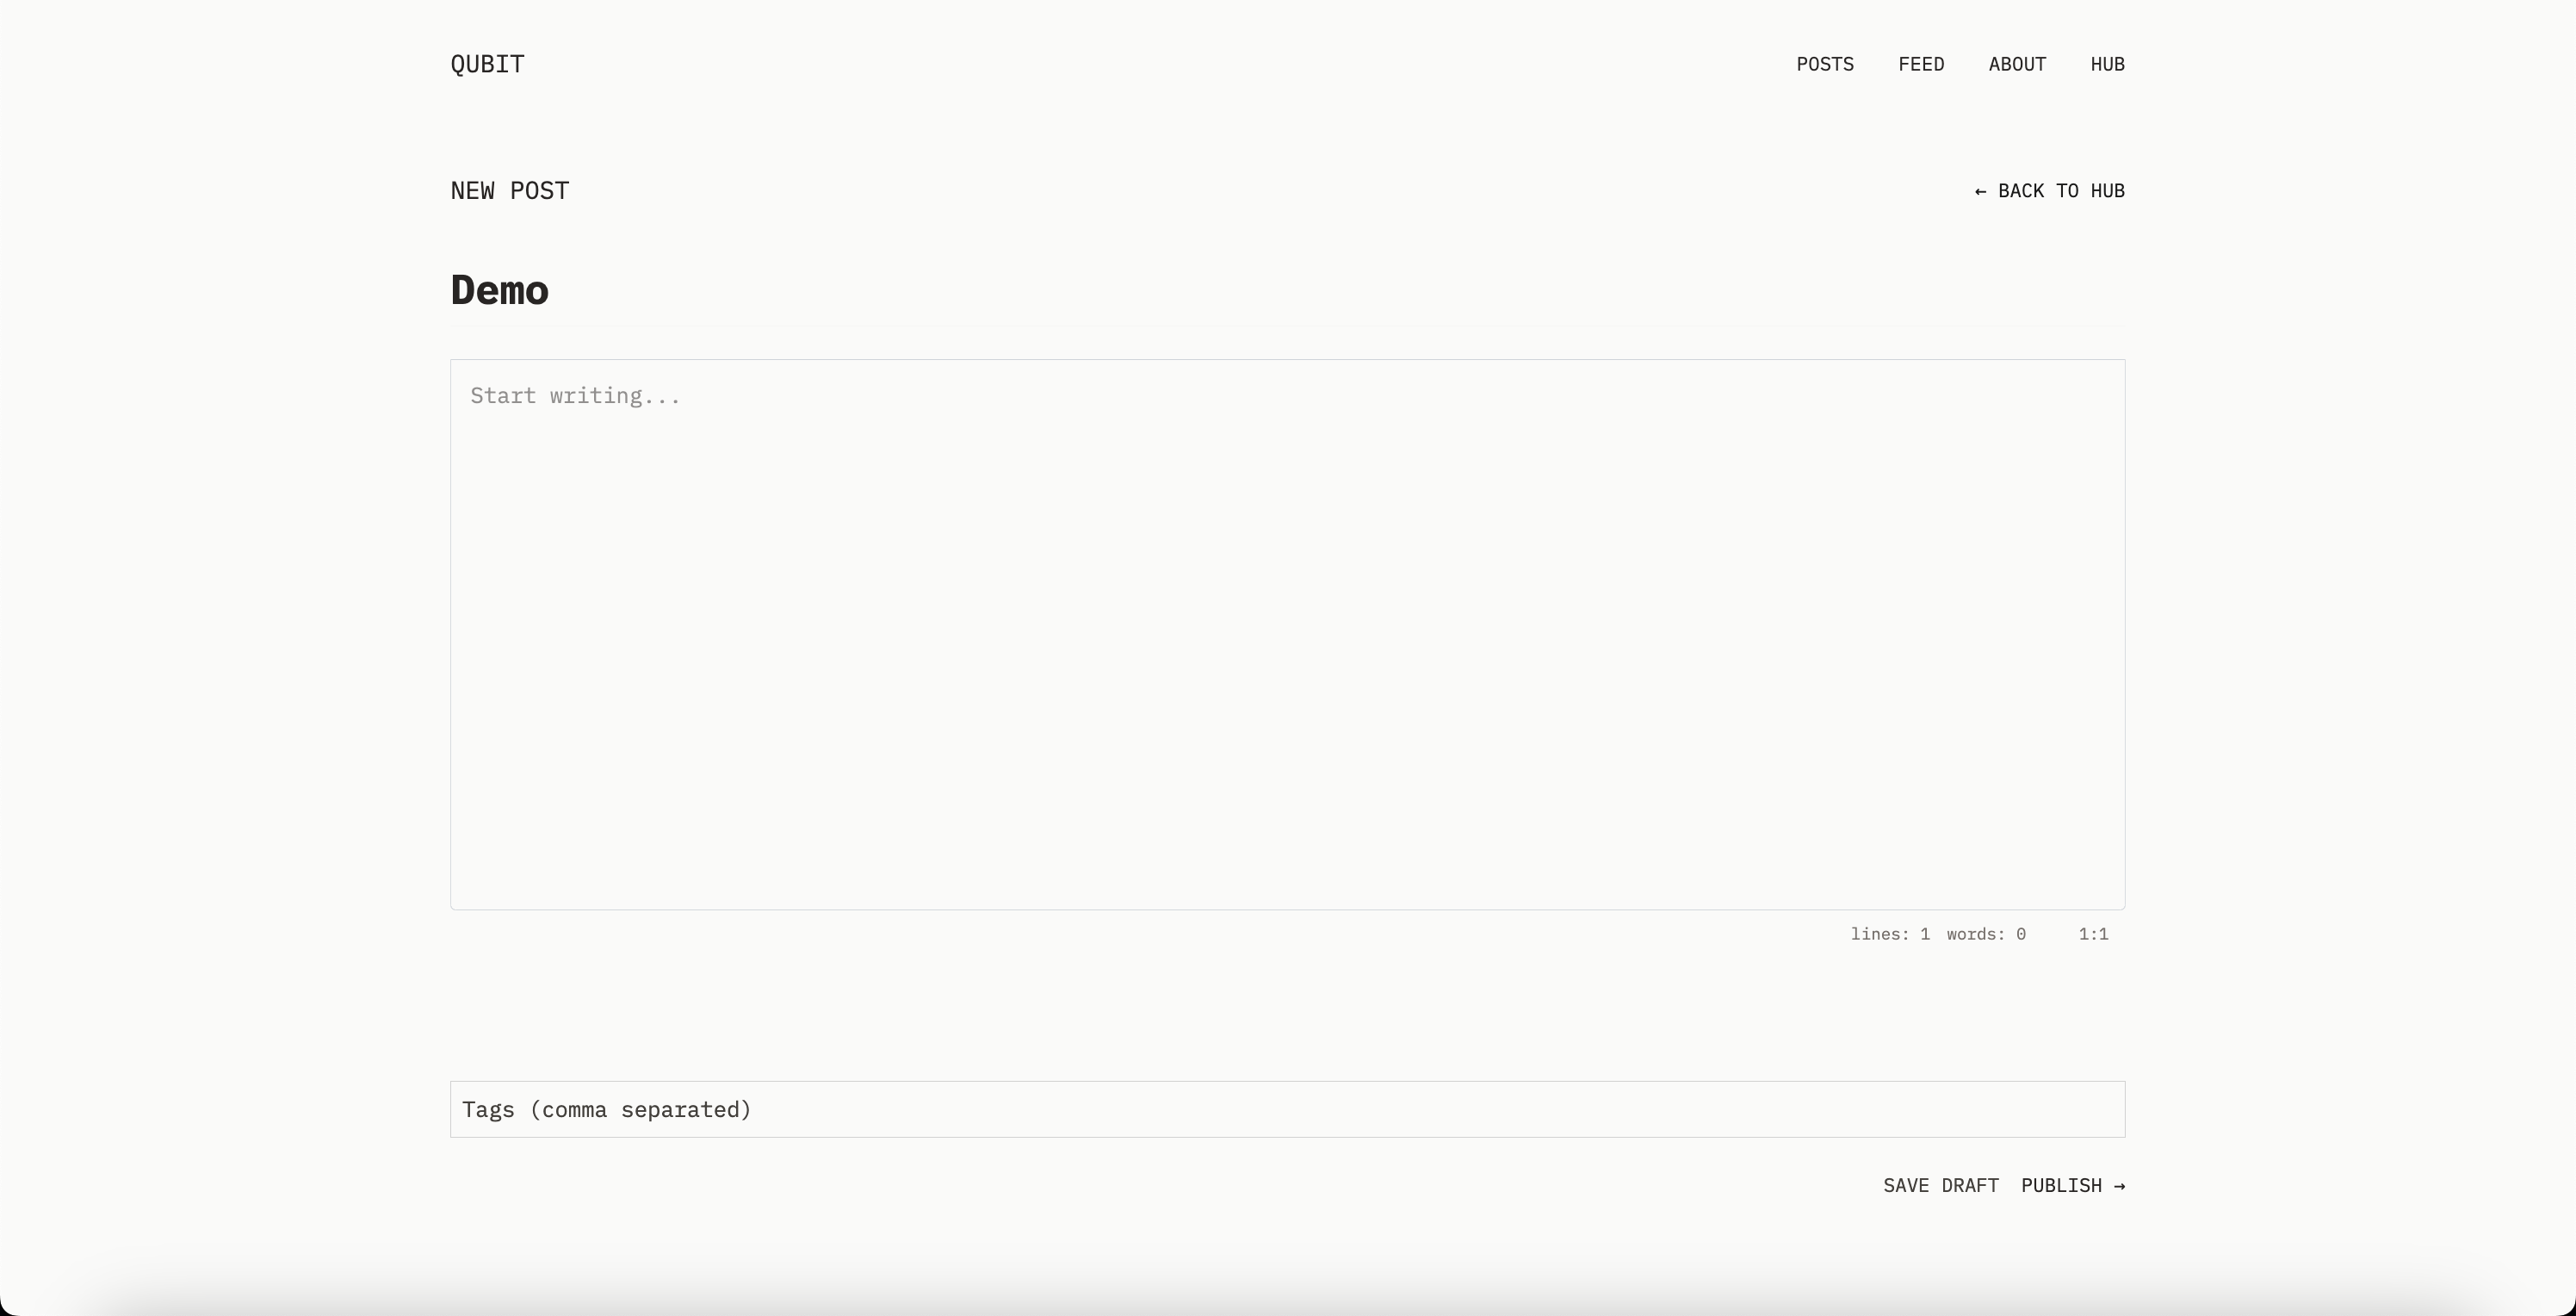 QUBIT
POSTS FEED ABOUT HUB
NEW POST
← BACK TO HUB
Demo
Start writing...
lines: 1 words: 0 1:1
Tags (comma separated)
SAVE DRAFT PUBLISH →